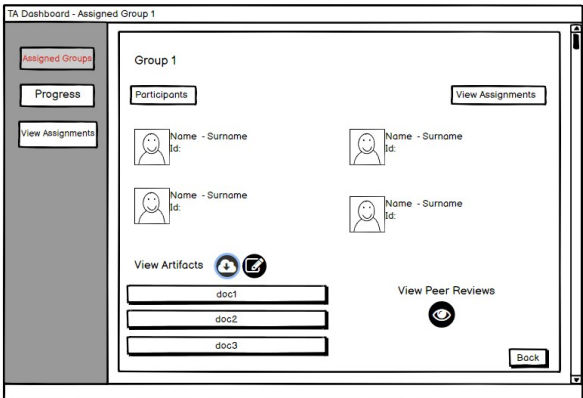 TA Dashboard - Assigned Group 1
Assigned Groups
Progress
View Assignments
Group 1
Participants
View Assignments
Name - Surname
Id:
Name - Surname
Id:
Name - Surname
Id:
Name - Surname
Id:
View Artifacts
doc1
doc2
doc3
View Peer Reviews
Back